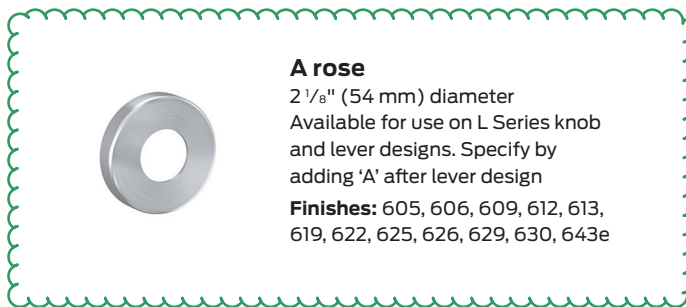 A rose
2 1/8" (54 mm) diameter
Available for use on L Series knob
and lever designs. Specify by
adding ‘A’ after lever design
Finishes: 605, 606, 609, 612, 613,
619, 622, 625, 626, 629, 630, 643e